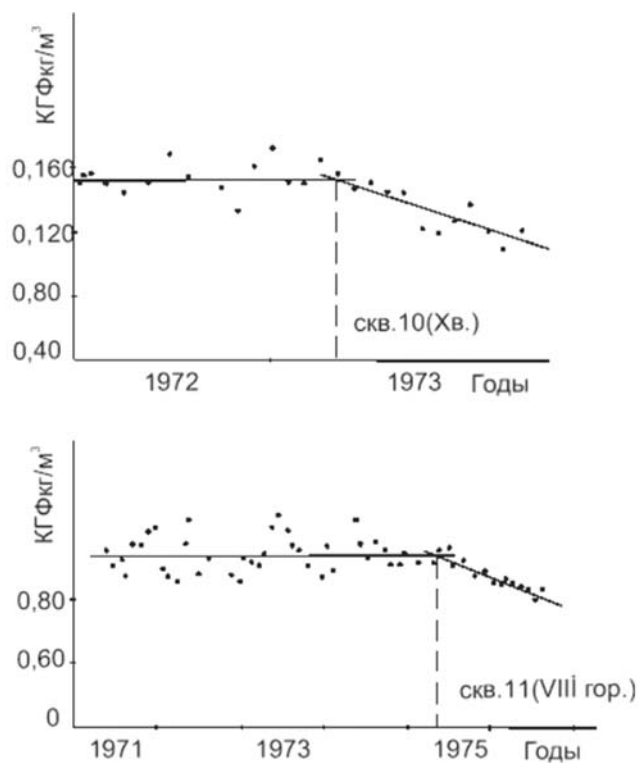 КГФкг/м³
0,160
0,120
0,80
0,40
скв.10(Хв.)
1972
1973
Годы
КГФкг/м³
0,80
0,60
0
скв.11(VIII гор.)
1971
1973
1975
Годы